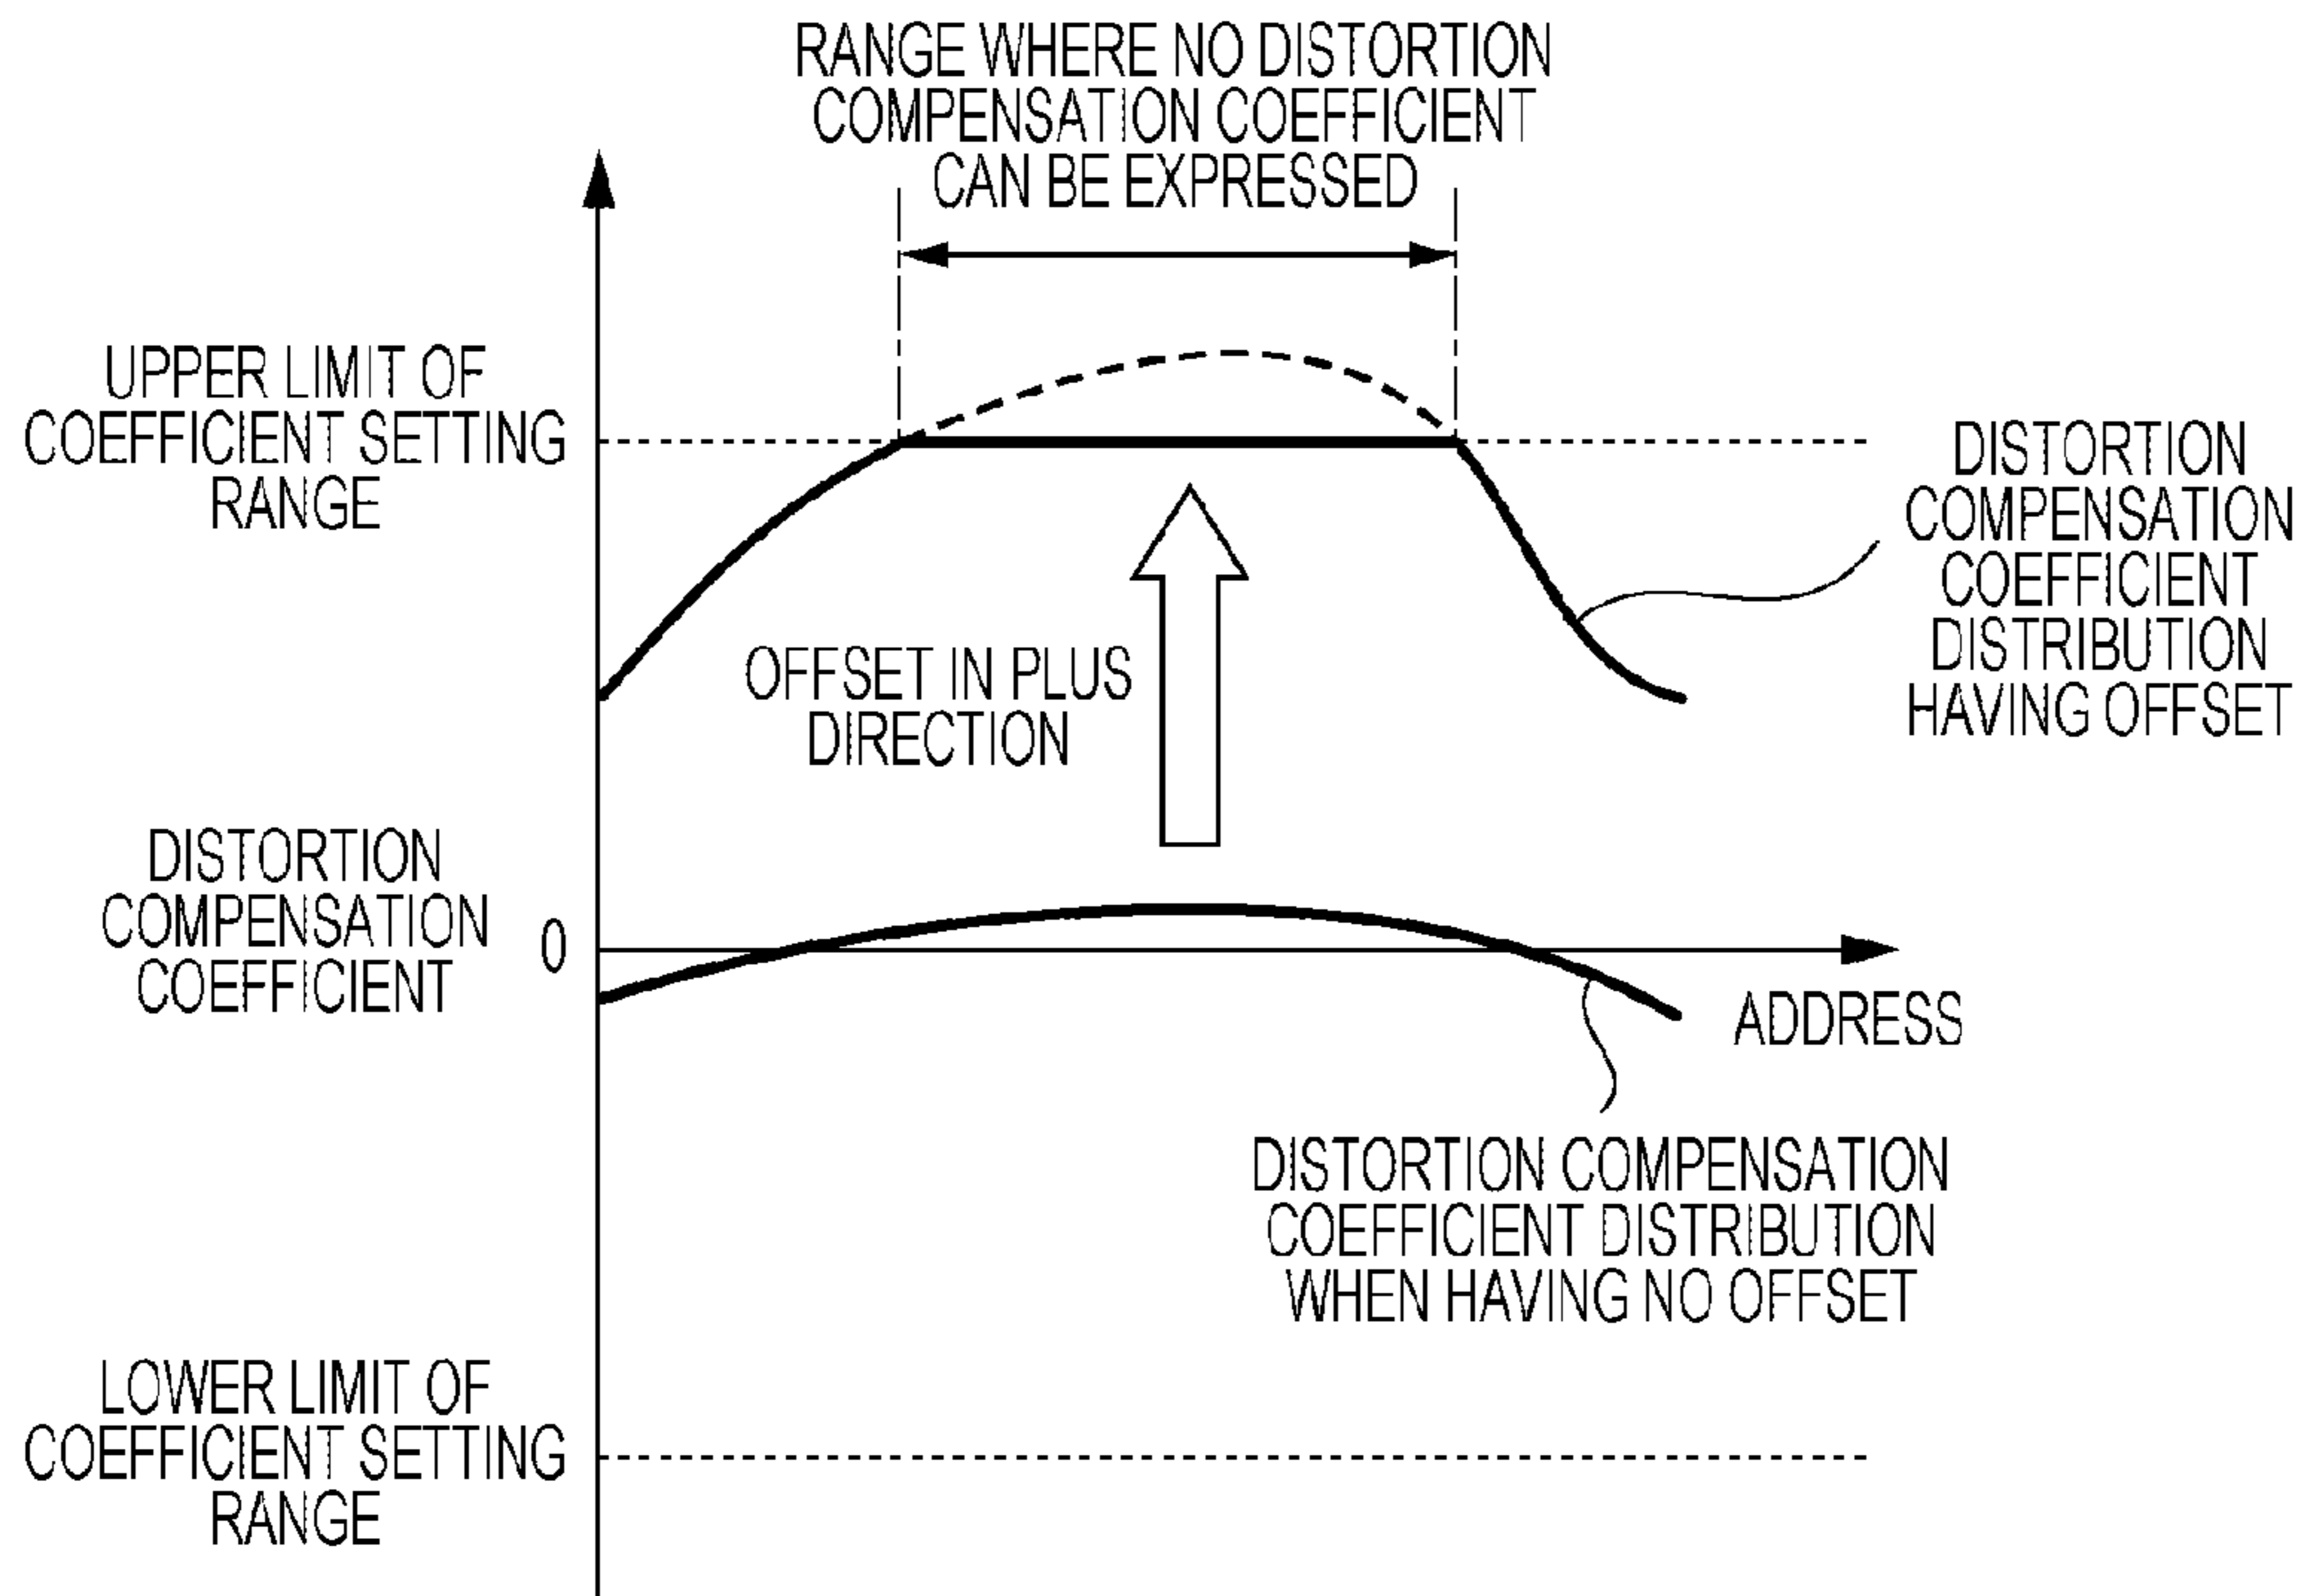 RANGE WHERE NO DISTORTION
COMPENSATION COEFFICIENT
CAN BE EXPRESSED
UPPER LIMIT OF
COEFFICIENT SETTING
RANGE
DISTORTION
COMPENSATION
COEFFICIENT
DISTRIBUTION
HAVING OFFSET
OFFSET IN PLUS
DIRECTION
DISTORTION
COMPENSATION
COEFFICIENT
0
ADDRESS
DISTORTION COMPENSATION
COEFFICIENT DISTRIBUTION
WHEN HAVING NO OFFSET
LOWER LIMIT OF
COEFFICIENT SETTING
RANGE